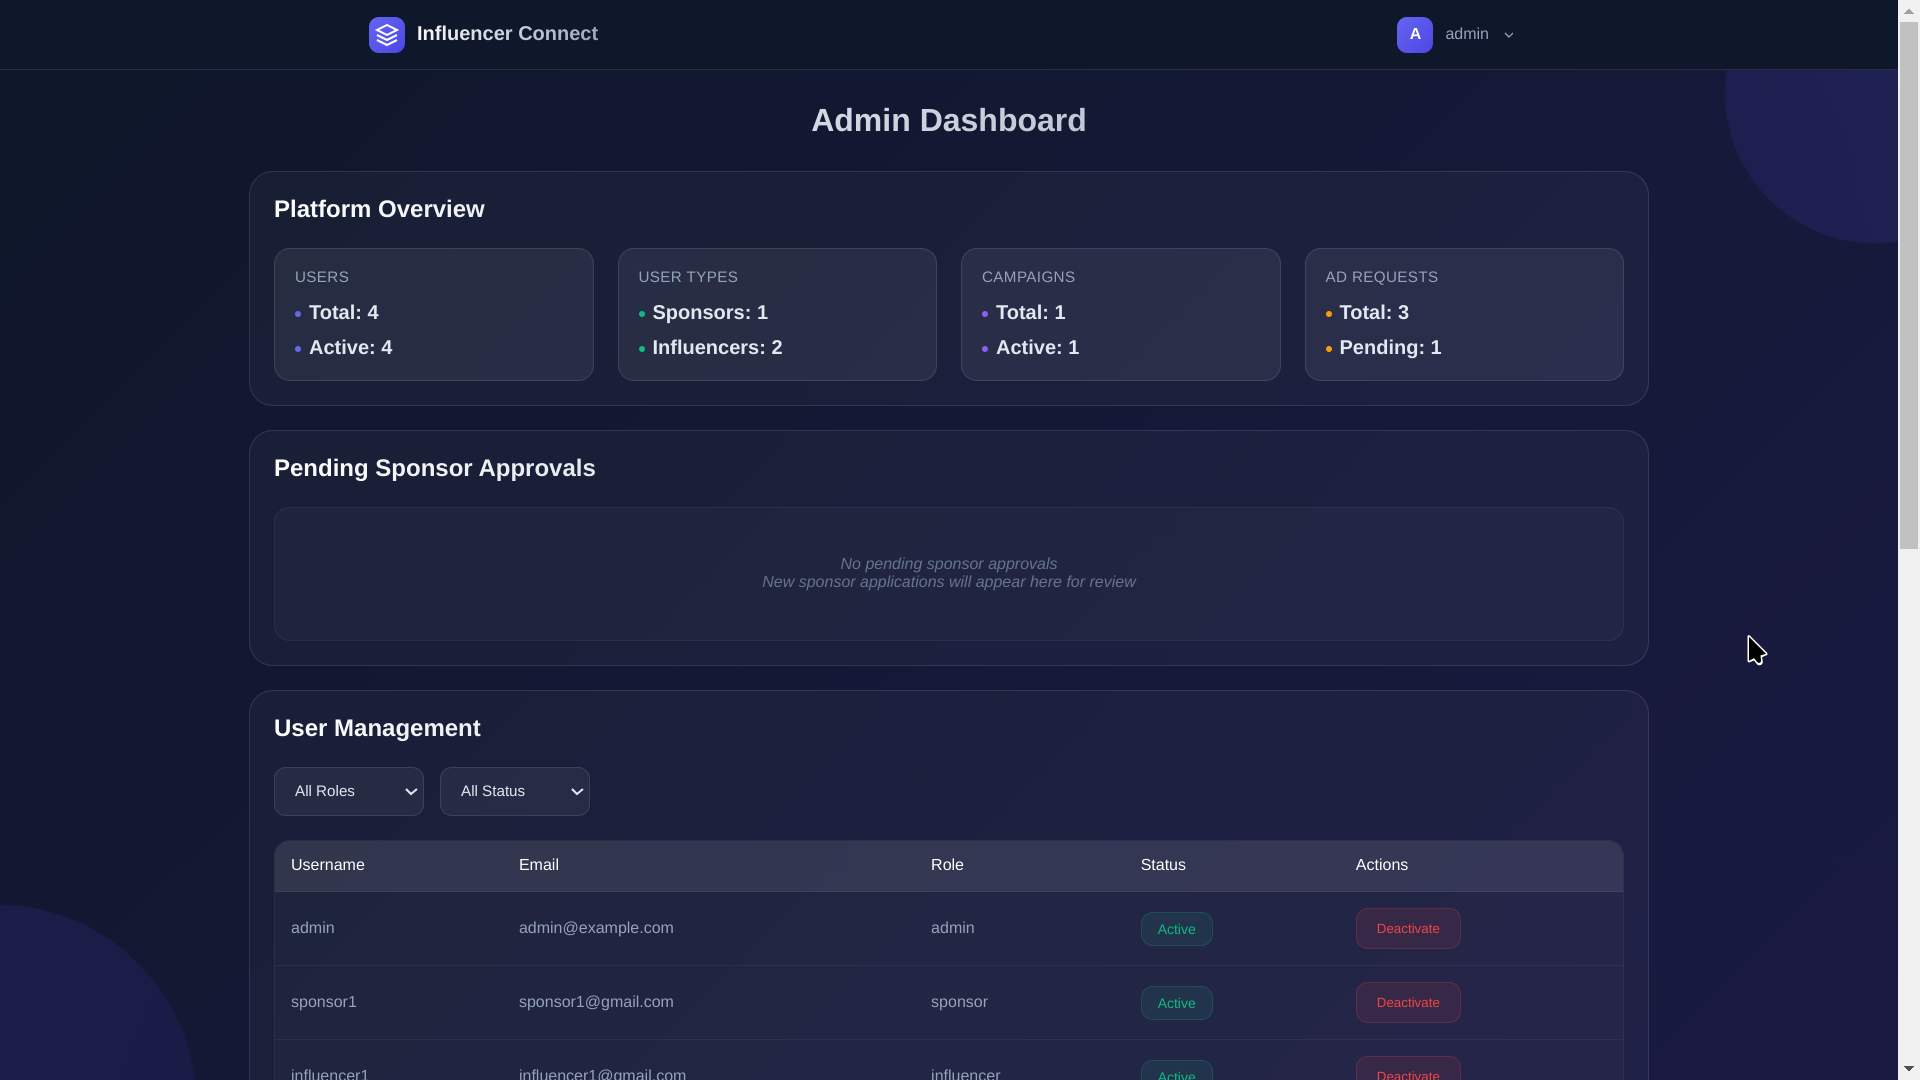 Influencer Connect
A admin
Admin Dashboard
Platform Overview
USERS
Total: 4
Active: 4
USER TYPES
Sponsors: 1
Influencers: 2
CAMPAIGNS
Total: 1
Active: 1
AD REQUESTS
Total: 3
Pending: 1
Pending Sponsor Approvals
No pending sponsor approvals
New sponsor applications will appear here for review
User Management
All Roles All Status
Username Email Role Status Actions
admin admin@example.com admin Active Deactivate
sponsor1 sponsor1@gmail.com sponsor Active Deactivate
influencer1 influencer1@gmail.com influencer Active Deactivate